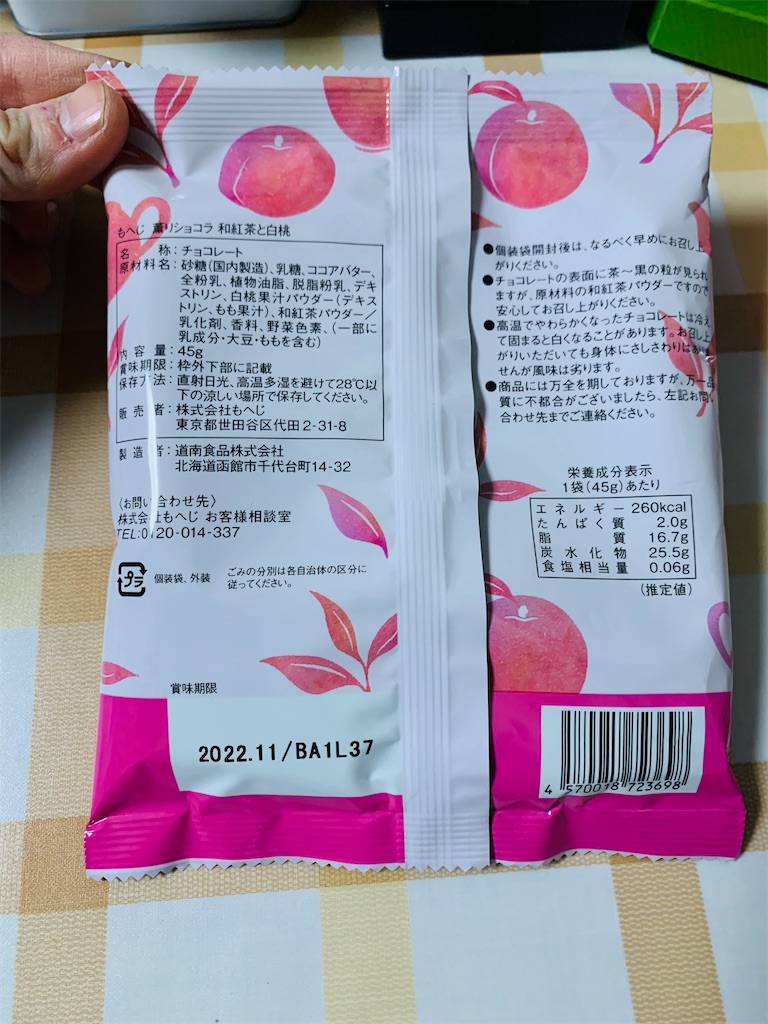 もへじ 薫りショコラ 和紅茶と白桃
名 称：チョコレート
原材料名：砂糖(国内製造)、乳糖、ココアバター、
全粉乳、植物油脂、脱脂粉乳、デキ
ストリン、白桃果汁パウダー(デキス
トリン、もも果汁)、和紅茶パウダー／
乳化剤、香料、野菜色素、(一部に
乳成分・大豆・ももを含む)
内 容 量：45g
賞味期限：枠外下部に記載
保存方法：直射日光、高温多湿を避けて28℃以
下の涼しい場所で保存してください。
販 売 者：株式会社もへじ
東京都世田谷区代田2-31-8
製 造 者：道南食品株式会社
北海道函館市千代台町14-32
〈お問い合わせ先〉
株式会社もへじ お客様相談室
TEL:0120-014-337
プラ 個装袋、外装 ごみの分別は各自治体の区分に
従ってください。
賞味期限
2022.11/BA1L37
●個装袋開封後は、なるべく早めにお召し上
がりください。
●チョコレートの表面に茶～黒の粒が見られ
ますが、原材料の和紅茶パウダーですので
安心してお召し上がりください。
●高温でやわらかくなったチョコレートは冷え
て固まると白くなることがあります。お召し上
がりいただいても身体にさしさわりはありま
せんが風味は劣ります。
●商品には万全を期しておりますが、万一品
質に不都合がございましたら、左記お問い
合わせ先までご連絡ください。
栄養成分表示
1袋(45g)あたり
エネルギー 260kcal
たんぱく質 2.0g
脂 質 16.7g
炭水化物 25.5g
食塩相当量 0.06g
(推定値)
4 570018 723698